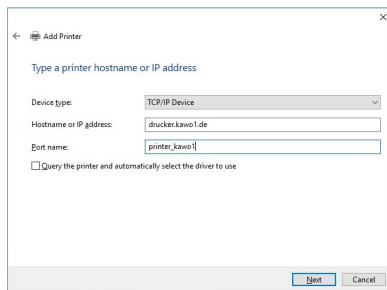 Add Printer
Type a printer hostname or IP address
Device type: TCP/IP Device
Hostname or IP address: drucker.kawo1.de
Port name: printer_kawo1
Query the printer and automatically select the driver to use
Next Cancel